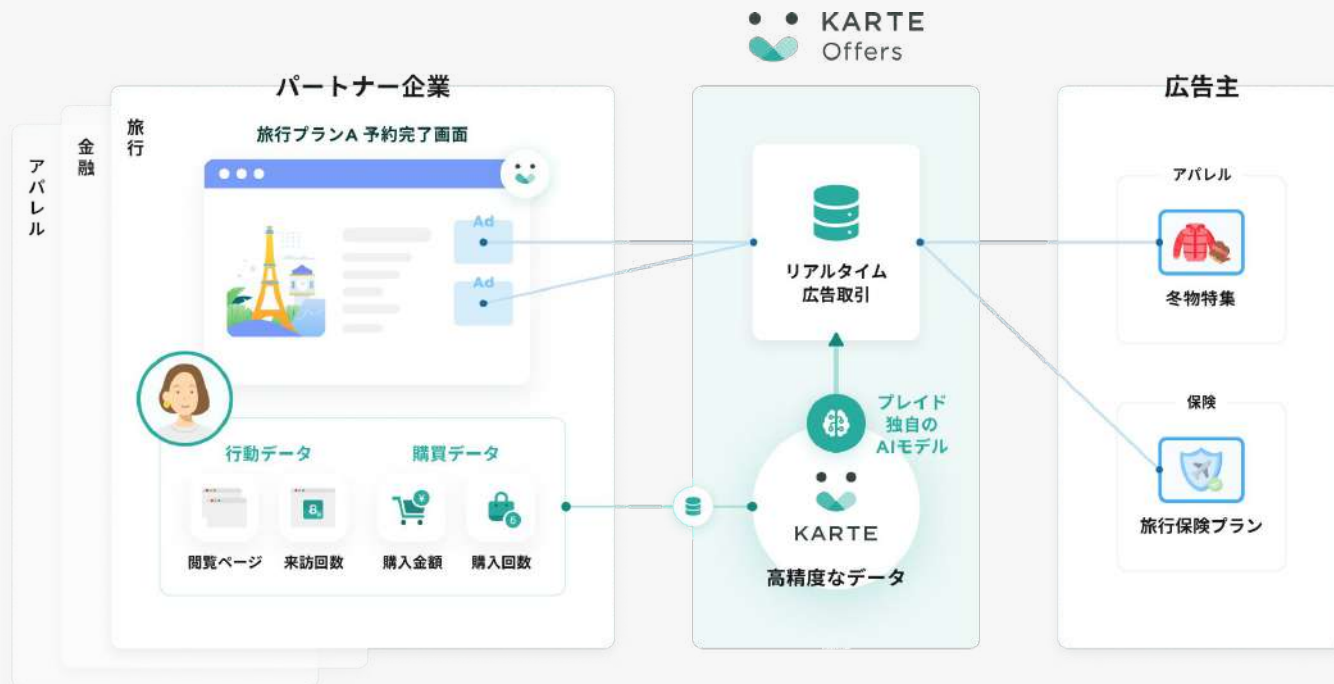 KARTE
Offers
パートナー企業
アパレル
金融
旅行
旅行プランA 予約完了画面
Ad
Ad
行動データ
購買データ
閲覧ページ
来訪回数
購入金額
購入回数
リアルタイム
広告取引
プレイド
独自の
AIモデル
KARTE
高精度なデータ
広告主
アパレル
冬物特集
保険
旅行保険プラン